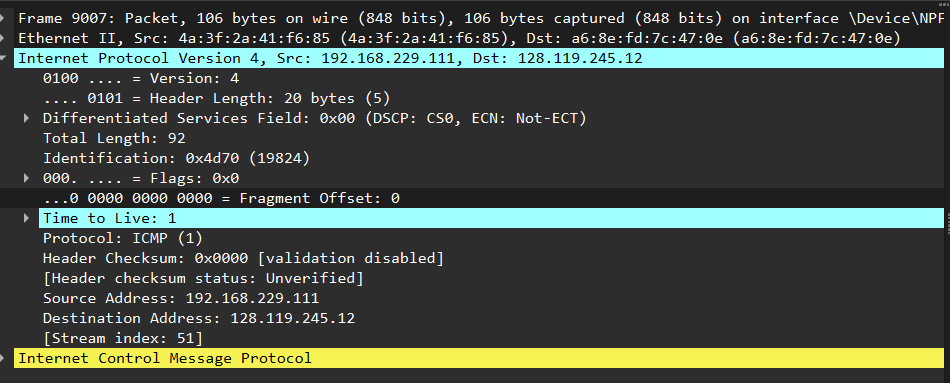 Frame 9007: Packet, 106 bytes on wire (848 bits), 106 bytes captured (848 bits) on interface \Device\NPF
Ethernet II, Src: 4a:3f:2a:41:f6:85 (4a:3f:2a:41:f6:85), Dst: a6:8e:fd:7c:47:0e (a6:8e:fd:7c:47:0e)
Internet Protocol Version 4, Src: 192.168.229.111, Dst: 128.119.245.12
0100 .... = Version: 4
.... 0101 = Header Length: 20 bytes (5)
Differentiated Services Field: 0x00 (DSCP: CS0, ECN: Not-ECT)
Total Length: 92
Identification: 0x4d70 (19824)
000. .... = Flags: 0x0
...0 0000 0000 0000 = Fragment Offset: 0
Time to Live: 1
Protocol: ICMP (1)
Header Checksum: 0x0000 [validation disabled]
[Header checksum status: Unverified]
Source Address: 192.168.229.111
Destination Address: 128.119.245.12
[Stream index: 51]
Internet Control Message Protocol